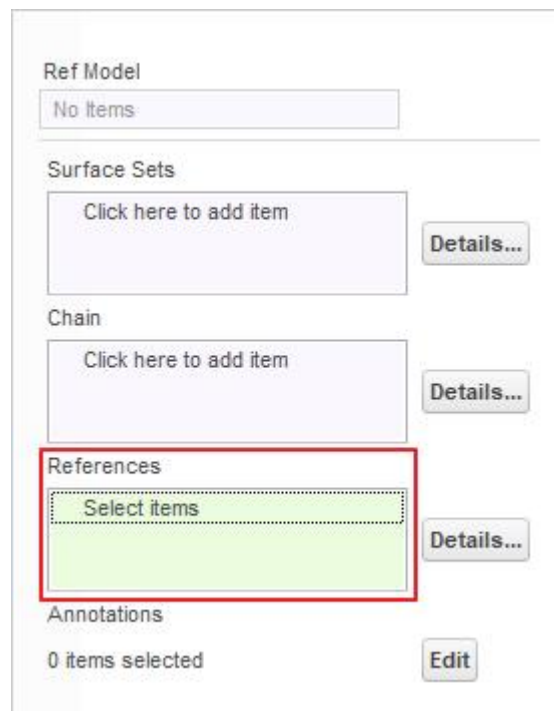 Ref Model
No Items
Surface Sets
Click here to add item
Details...
Chain
Click here to add item
Details...
References
Select items
Details...
Annotations
0 items selected
Edit